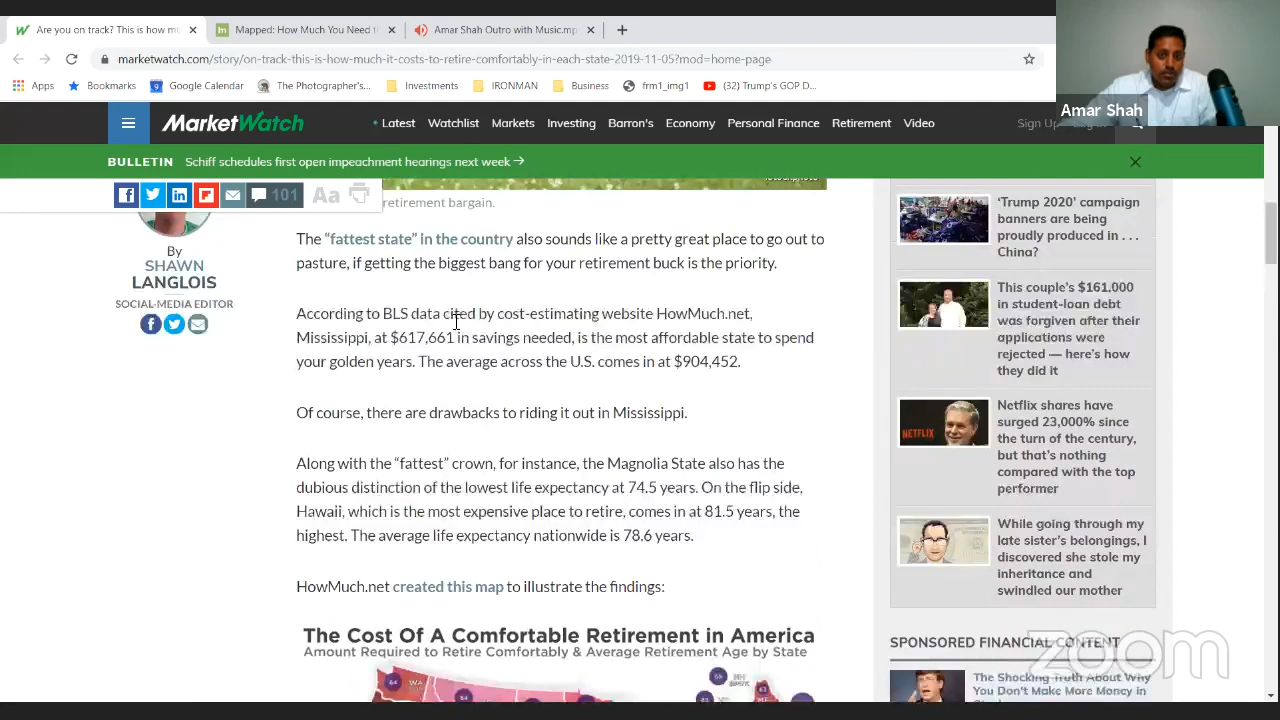 Are you on track? This is how mu
Mapped: How Much You Need t
Amar Shah Outro with Music.mp
marketwatch.com/story/on-track-this-is-how-much-it-costs-to-retire-comfortably-in-each-state-2019-11-05?mod=home-page
Apps
Bookmarks
Google Calendar
The Photographer's...
Investments
IRONMAN
Business
frm1_img1
(32) Trump's GOP D...
Amar Shah
MarketWatch
Latest
Watchlist
Markets
Investing
Barron's
Economy
Personal Finance
Retirement
Video
Sign Up
BULLETIN Schiff schedules first open impeachment hearings next week
101
Aa
retirement bargain.
By
SHAWN
LANGLOIS
SOCIAL-MEDIA EDITOR
The “fattest state” in the country also sounds like a pretty great place to go out to
pasture, if getting the biggest bang for your retirement buck is the priority.
According to BLS data cited by cost-estimating website HowMuch.net,
Mississippi, at $617,661 in savings needed, is the most affordable state to spend
your golden years. The average across the U.S. comes in at $904,452.
Of course, there are drawbacks to riding it out in Mississippi.
Along with the “fattest” crown, for instance, the Magnolia State also has the
dubious distinction of the lowest life expectancy at 74.5 years. On the flip side,
Hawaii, which is the most expensive place to retire, comes in at 81.5 years, the
highest. The average life expectancy nationwide is 78.6 years.
HowMuch.net created this map to illustrate the findings:
The Cost Of A Comfortable Retirement in America
Amount Required to Retire Comfortably & Average Retirement Age by State
‘Trump 2020’ campaign
banners are being
proudly produced in . . .
China?
This couple’s $161,000
in student-loan debt
was forgiven after their
applications were
rejected — here’s how
they did it
NETFLIX
Netflix shares have
surged 23,000% since
the turn of the century,
but that’s nothing
compared with the top
performer
While going through my
late sister’s belongings, I
discovered she stole my
inheritance and
swindled our mother
SPONSORED FINANCIAL CONTENT
The Shocking Truth About Why
You Don't Make More Money in
zoom